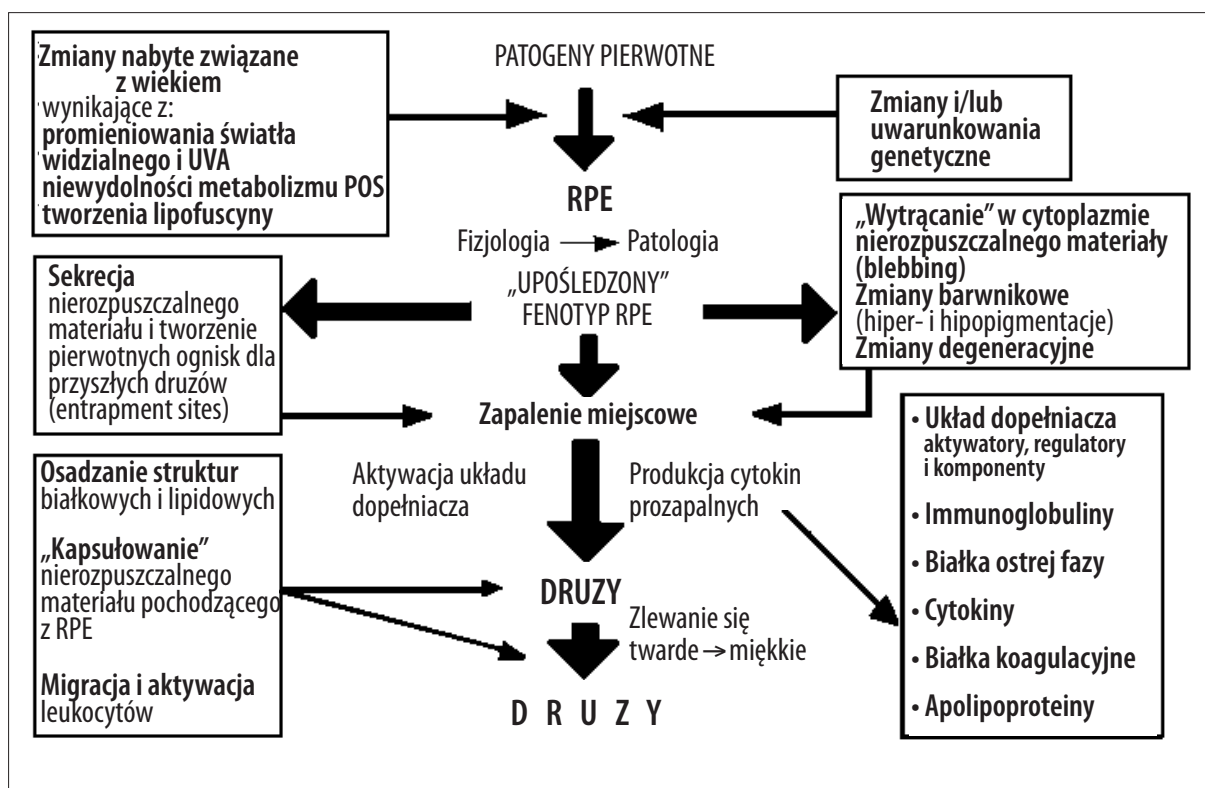 Zmiany nabyte związane
z wiekiem
wynikające z:
promieniowania światła
widzialnego i UVA
niewydolności metabolizmu POS
tworzenia lipofuscyny
PATOGENY PIERWOTNE
Zmiany i/lub
uwarunkowania
genetyczne
RPE
Fizjologia → Patologia
„UPOŚLEDZONY”
FENOTYP RPE
Sekrecja
nierozpuszczalnego
materiału i tworzenie
pierwotnych ognisk dla
przyszłych druzów
(entrapment sites)
„Wytrącanie” w cytoplazmie
nierozpuszczalnego materiały
(blebbing)
Zmiany barwnikowe
(hiper- i hipopigmentacje)
Zmiany degeneracyjne
Zapalenie miejscowe
Aktywacja układu
dopełniacza
Produkcja cytokin
prozapalnych
Osadzanie struktur
białkowych i lipidowych
„Kapsułowanie”
nierozpuszczalnego
materiału pochodzącego
z RPE
Migracja i aktywacja
leukocytów
• Układ dopełniacza
aktywatory, regulatory
i komponenty
• Immunoglobuliny
• Białka ostrej fazy
• Cytokiny
• Białka koagulacyjne
• Apolipoproteiny
DRUZY
Zlewanie się
twarde → miękkie
D R U Z Y